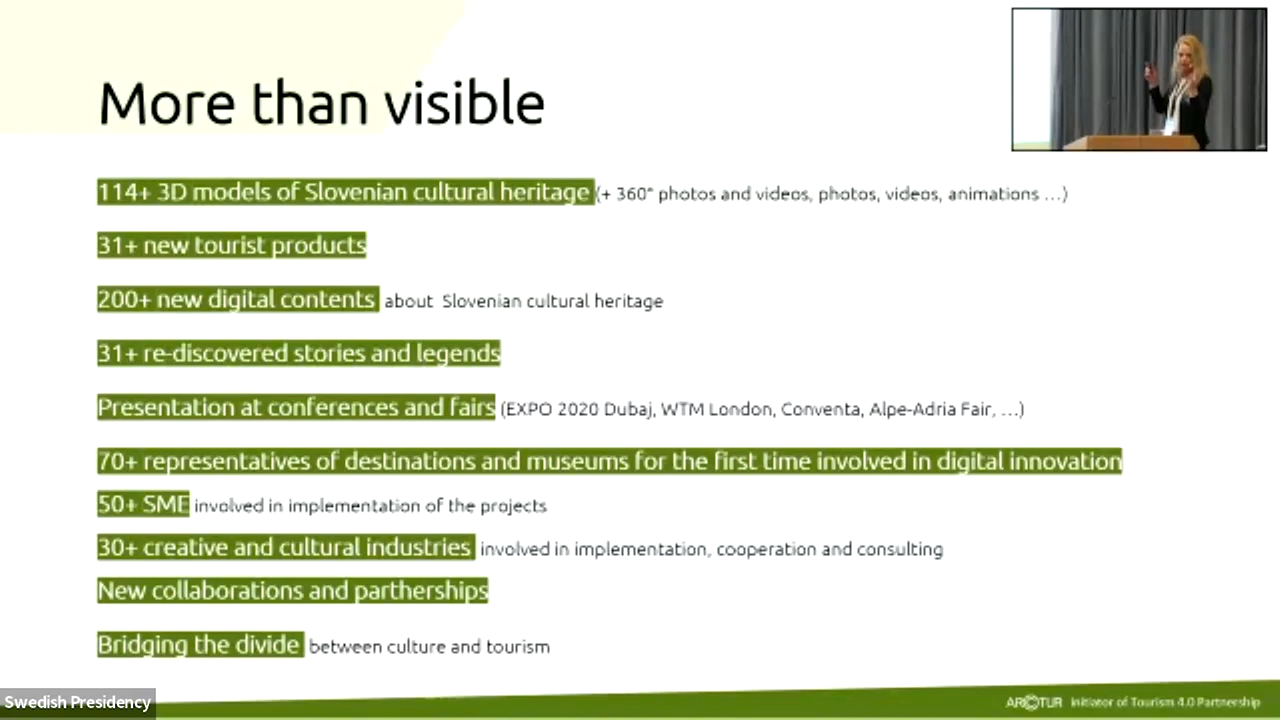 More than visible
114+ 3D models of Slovenian cultural heritage (+ 360° photos and videos, photos, videos, animations ...)
31+ new tourist products
200+ new digital contents about Slovenian cultural heritage
31+ re-discovered stories and legends
Presentation at conferences and fairs (EXPO 2020 Dubaj, WTM London, Conventa, Alpe-Adria Fair, ...)
70+ representatives of destinations and museums for the first time involved in digital innovation
50+ SME involved in implementation of the projects
30+ creative and cultural industries involved in implementation, cooperation and consulting
New collaborations and partherships
Bridging the divide between culture and tourism
Swedish Presidency
ARCTUR Initiator of Tourism 4.0 Partnership